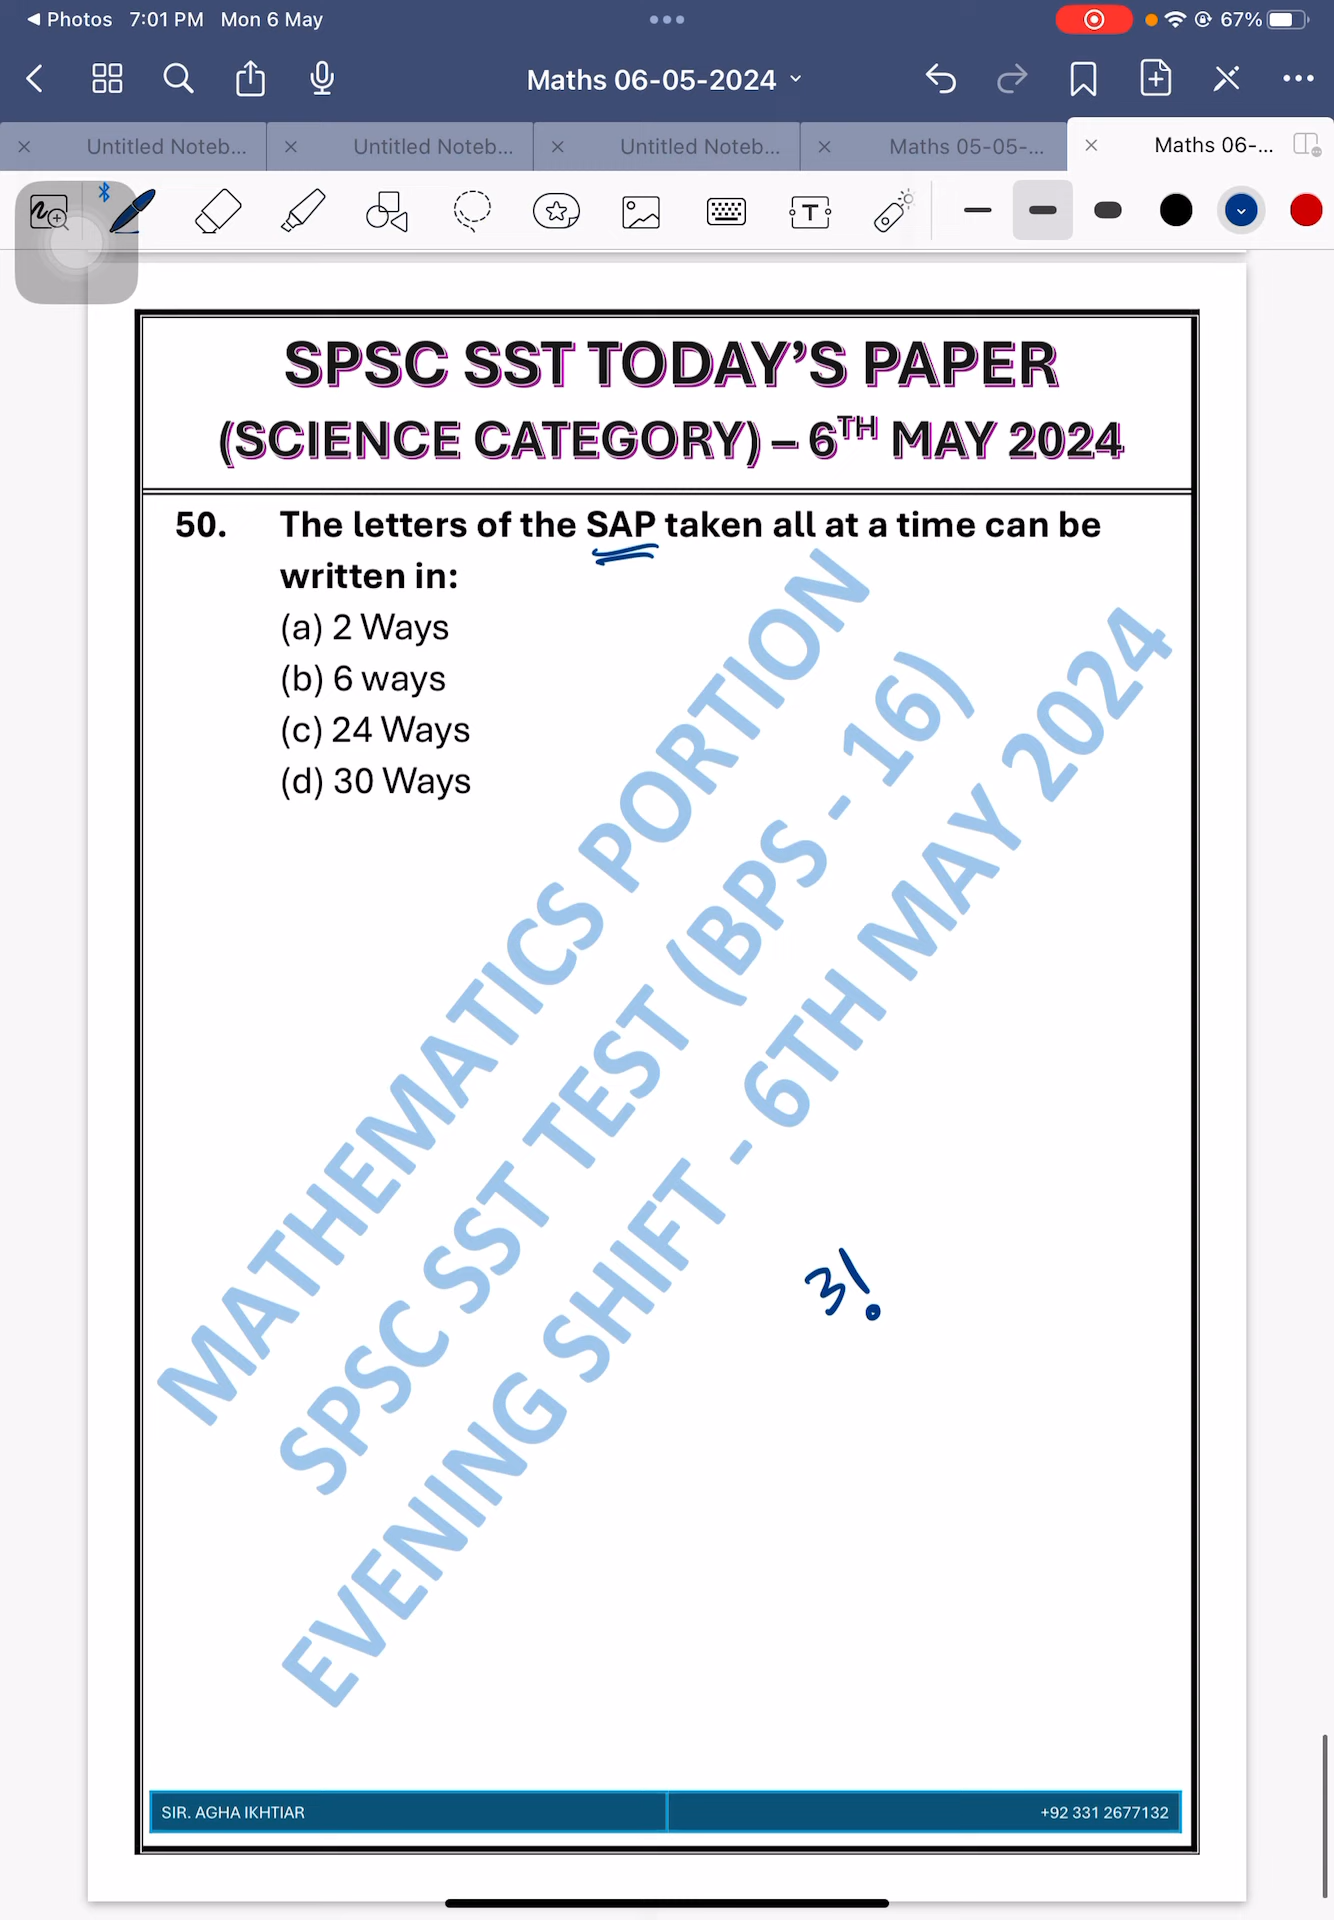 Photos 7:01 PM Mon 6 May
67%
Maths 06-05-2024
Untitled Noteb...
Untitled Noteb...
Untitled Noteb...
Maths 05-05-...
Maths 06-...
T
SPSC SST TODAY'S PAPER
(SCIENCE CATEGORY) – 6TH MAY 2024
50. The letters of the SAP taken all at a time can be
written in:
(a) 2 Ways
(b) 6 ways
(c) 24 Ways
(d) 30 Ways
MATHEMATICS PORTION
SPSC SST TEST (BPS - 16)
EVENING SHIFT - 6TH MAY 2024
3!
SIR. AGHA IKHTIAR
+92 331 2677132